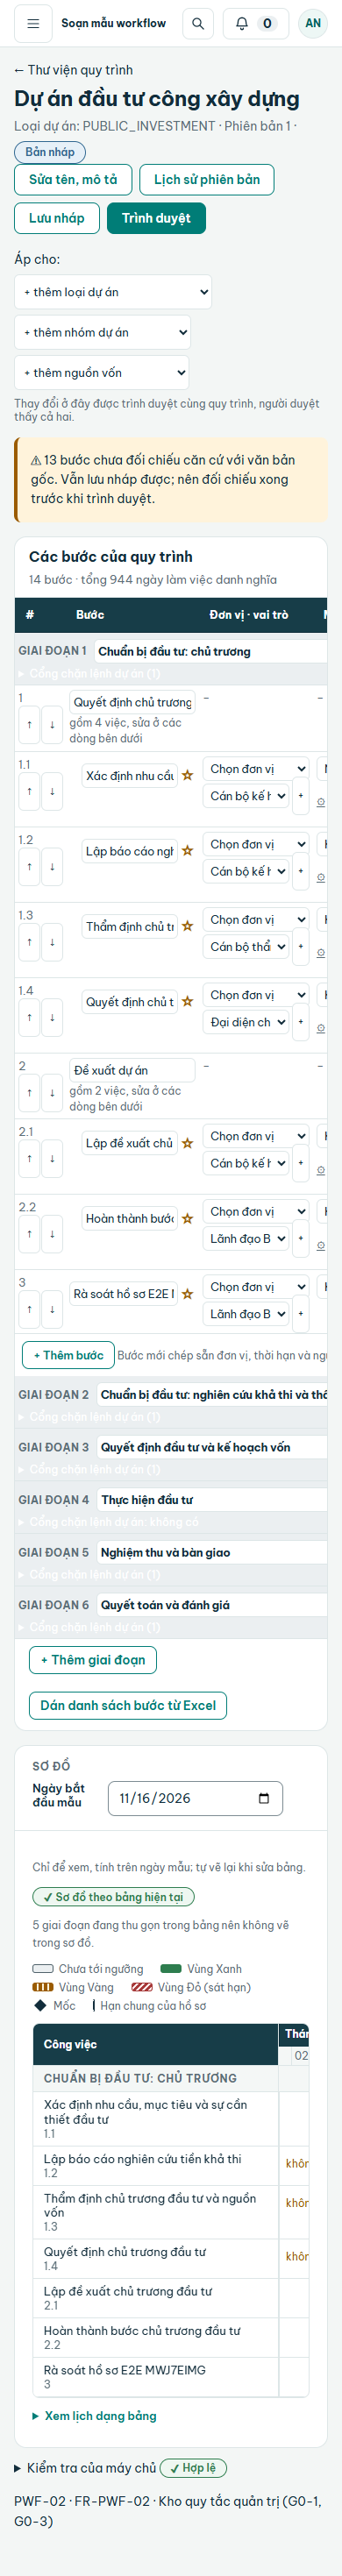 Soạn mẫu workflow
0
AN
← Thư viện quy trình
Dự án đầu tư công xây dựng
Loại dự án: PUBLIC_INVESTMENT · Phiên bản 1 ·
Bản nháp
Sửa tên, mô tả
Lịch sử phiên bản
Lưu nháp
Trình duyệt
Áp cho:
+ thêm loại dự án
+ thêm nhóm dự án
+ thêm nguồn vốn
Thay đổi ở đây được trình duyệt cùng quy trình, người duyệt
thấy cả hai.
⚠ 13 bước chưa đối chiếu căn cứ với văn bản
gốc. Vẫn lưu nháp được; nên đối chiếu xong
trước khi trình duyệt.
Các bước của quy trình
14 bước · tổng 944 ngày làm việc danh nghĩa
# Bước Đơn vị · vai trò
GIAI ĐOẠN 1 Chuẩn bị đầu tư: chủ trương
▸ Cổng chặn lệnh dự án (1)
1 Quyết định chủ trương – –
↑ ↓ gồm 4 việc, sửa ở các
dòng bên dưới
1.1 Xác định nhu cầu ☆ Chọn đơn vị
↑ ↓ Cán bộ kế h +
1.2 Lập báo cáo ngh ☆ Chọn đơn vị
↑ ↓ Cán bộ kế h +
1.3 Thẩm định chủ tr ☆ Chọn đơn vị
↑ ↓ Cán bộ thẩ +
1.4 Quyết định chủ t ☆ Chọn đơn vị
↑ ↓ Đại diện ch +
2 Đề xuất dự án – –
↑ ↓ gồm 2 việc, sửa ở các
dòng bên dưới
2.1 Lập đề xuất chủ ☆ Chọn đơn vị
↑ ↓ Cán bộ kế h +
2.2 Hoàn thành bước ☆ Chọn đơn vị
↑ ↓ Lãnh đạo B +
3 Rà soát hồ sơ E2E ☆ Chọn đơn vị
↑ ↓ Lãnh đạo B +
+ Thêm bước Bước mới chép sẵn đơn vị, thời hạn và
GIAI ĐOẠN 2 Chuẩn bị đầu tư: nghiên cứu khả thi và
▸ Cổng chặn lệnh dự án (1)
GIAI ĐOẠN 3 Quyết định đầu tư và kế hoạch vốn
▸ Cổng chặn lệnh dự án (1)
GIAI ĐOẠN 4 Thực hiện đầu tư
▸ Cổng chặn lệnh dự án: không có
GIAI ĐOẠN 5 Nghiệm thu và bàn giao
▸ Cổng chặn lệnh dự án (1)
GIAI ĐOẠN 6 Quyết toán và đánh giá
▸ Cổng chặn lệnh dự án (1)
+ Thêm giai đoạn
Dán danh sách bước từ Excel
SƠ ĐỒ
Ngày bắt
đầu mẫu
11/16/2026
Chỉ để xem, tính trên ngày mẫu; tự vẽ lại khi sửa bảng.
✓ Sơ đồ theo bảng hiện tại
5 giai đoạn đang thu gọn trong bảng nên không vẽ
trong sơ đồ.
Chưa tới ngưỡng Vùng Xanh
Vùng Vàng Vùng Đỏ (sát hạn)
Mốc Hạn chung của hồ sơ
Công việc
02
CHUẨN BỊ ĐẦU TƯ: CHỦ TRƯƠNG
Xác định nhu cầu, mục tiêu và sự cần
thiết đầu tư
1.1
Lập báo cáo nghiên cứu tiền khả thi
1.2
Thẩm định chủ trương đầu tư và nguồn
vốn
1.3
Quyết định chủ trương đầu tư
1.4
Lập đề xuất chủ trương đầu tư
2.1
Hoàn thành bước chủ trương đầu tư
2.2
Rà soát hồ sơ E2E MWJ7EIMG
3
▸ Xem lịch dạng bảng
▸ Kiểm tra của máy chủ ✓ Hợp lệ
PWF-02 · FR-PWF-02 · Kho quy tắc quản trị (G0-1,
G0-3)